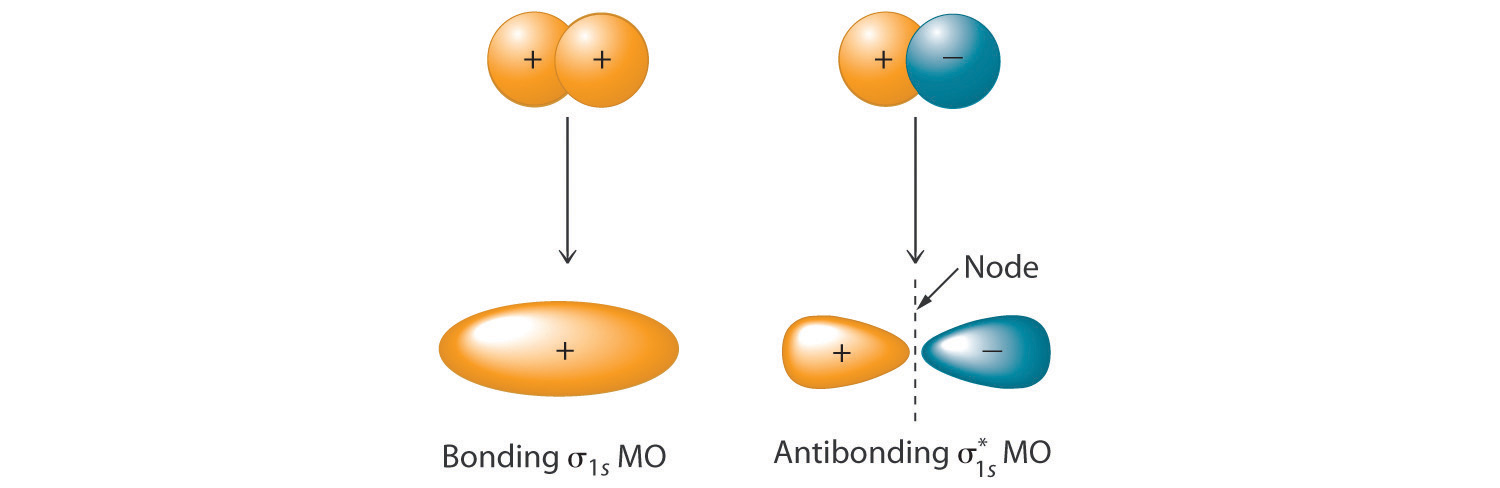 + +
+ −
Node
+
+ −
Bonding σ1s MO
Antibonding σ*1s MO